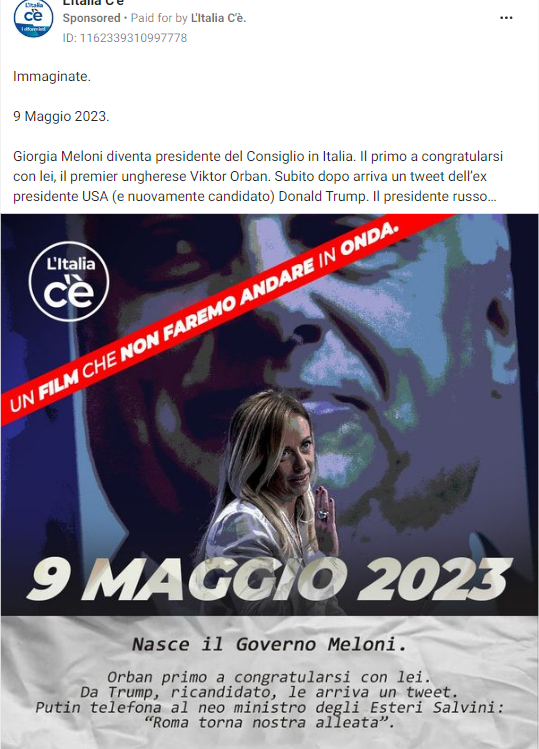 L'Italia C'è
Sponsored • Paid for by L'Italia C'è.
ID: 1162339310997778
Immaginate.
9 Maggio 2023.
Giorgia Meloni diventa presidente del Consiglio in Italia. Il primo a congratularsi
con lei, il premier ungherese Viktor Orban. Subito dopo arriva un tweet dell'ex
presidente USA (e nuovamente candidato) Donald Trump. Il presidente russo...
L'Italia
c'è
UN FILM CHE NON FAREMO ANDARE IN ONDA.
9 MAGGIO 2023
Nasce il Governo Meloni.
Orban primo a congratularsi con lei.
Da Trump, ricandidato, le arriva un tweet.
Putin telefona al neo ministro degli Esteri Salvini:
“Roma torna nostra alleata”.